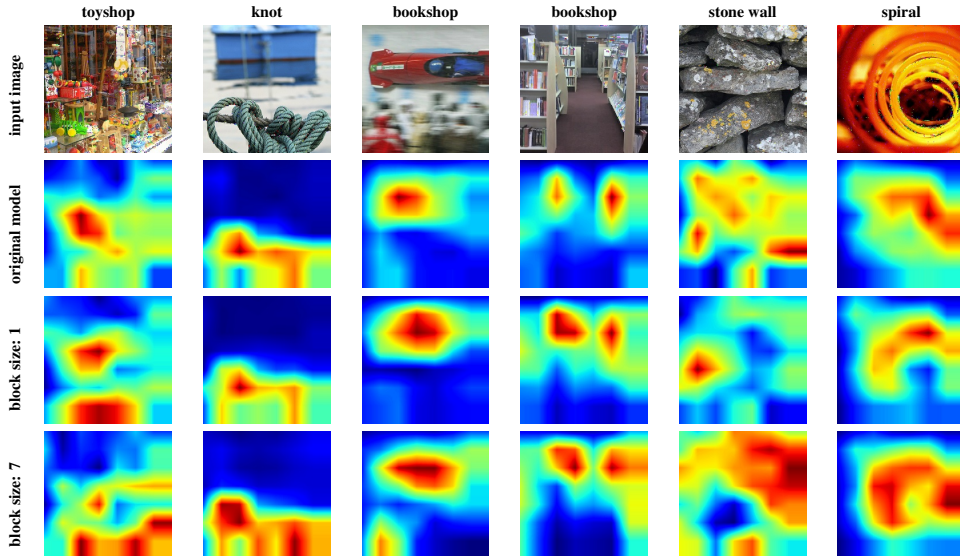 toyshop knot bookshop bookshop stone wall spiral
input image
original model
block size: 1
block size: 7